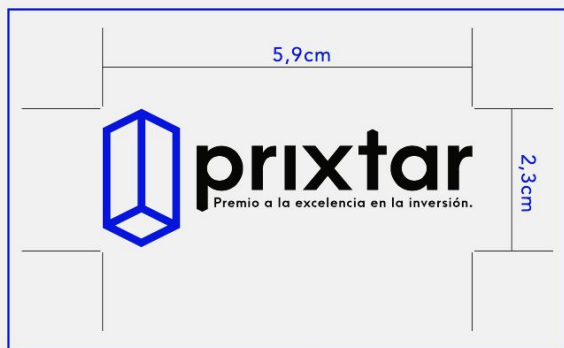 5,9cm
prixtar
Premio a la excelencia en la inversión.
2,3cm